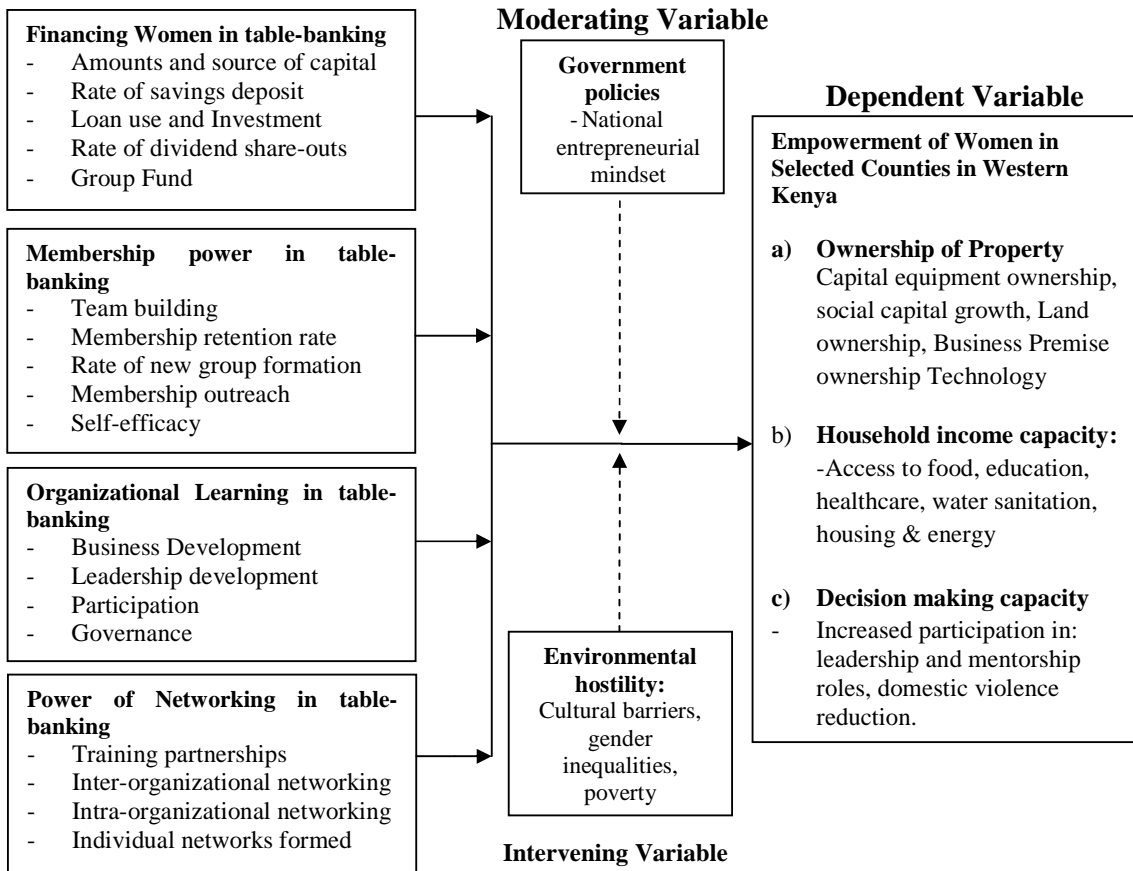 Financing Women in table-banking
- Amounts and source of capital
- Rate of savings deposit
- Loan use and Investment
- Rate of dividend share-outs
- Group Fund
Membership power in table-
banking
- Team building
- Membership retention rate
- Rate of new group formation
- Membership outreach
- Self-efficacy
Organizational Learning in table-
banking
- Business Development
- Leadership development
- Participation
- Governance
Power of Networking in table-
banking
- Training partnerships
- Inter-organizational networking
- Intra-organizational networking
- Individual networks formed
Moderating Variable
Government
policies
- National
entrepreneurial
mindset
Environmental
hostility:
Cultural barriers,
gender
inequalities,
poverty
Intervening Variable
Dependent Variable
Empowerment of Women in
Selected Counties in Western
Kenya
a) Ownership of Property
Capital equipment ownership,
social capital growth, Land
ownership, Business Premise
ownership Technology
b) Household income capacity:
-Access to food, education,
healthcare, water sanitation,
housing & energy
c) Decision making capacity
- Increased participation in:
leadership and mentorship
roles, domestic violence
reduction.